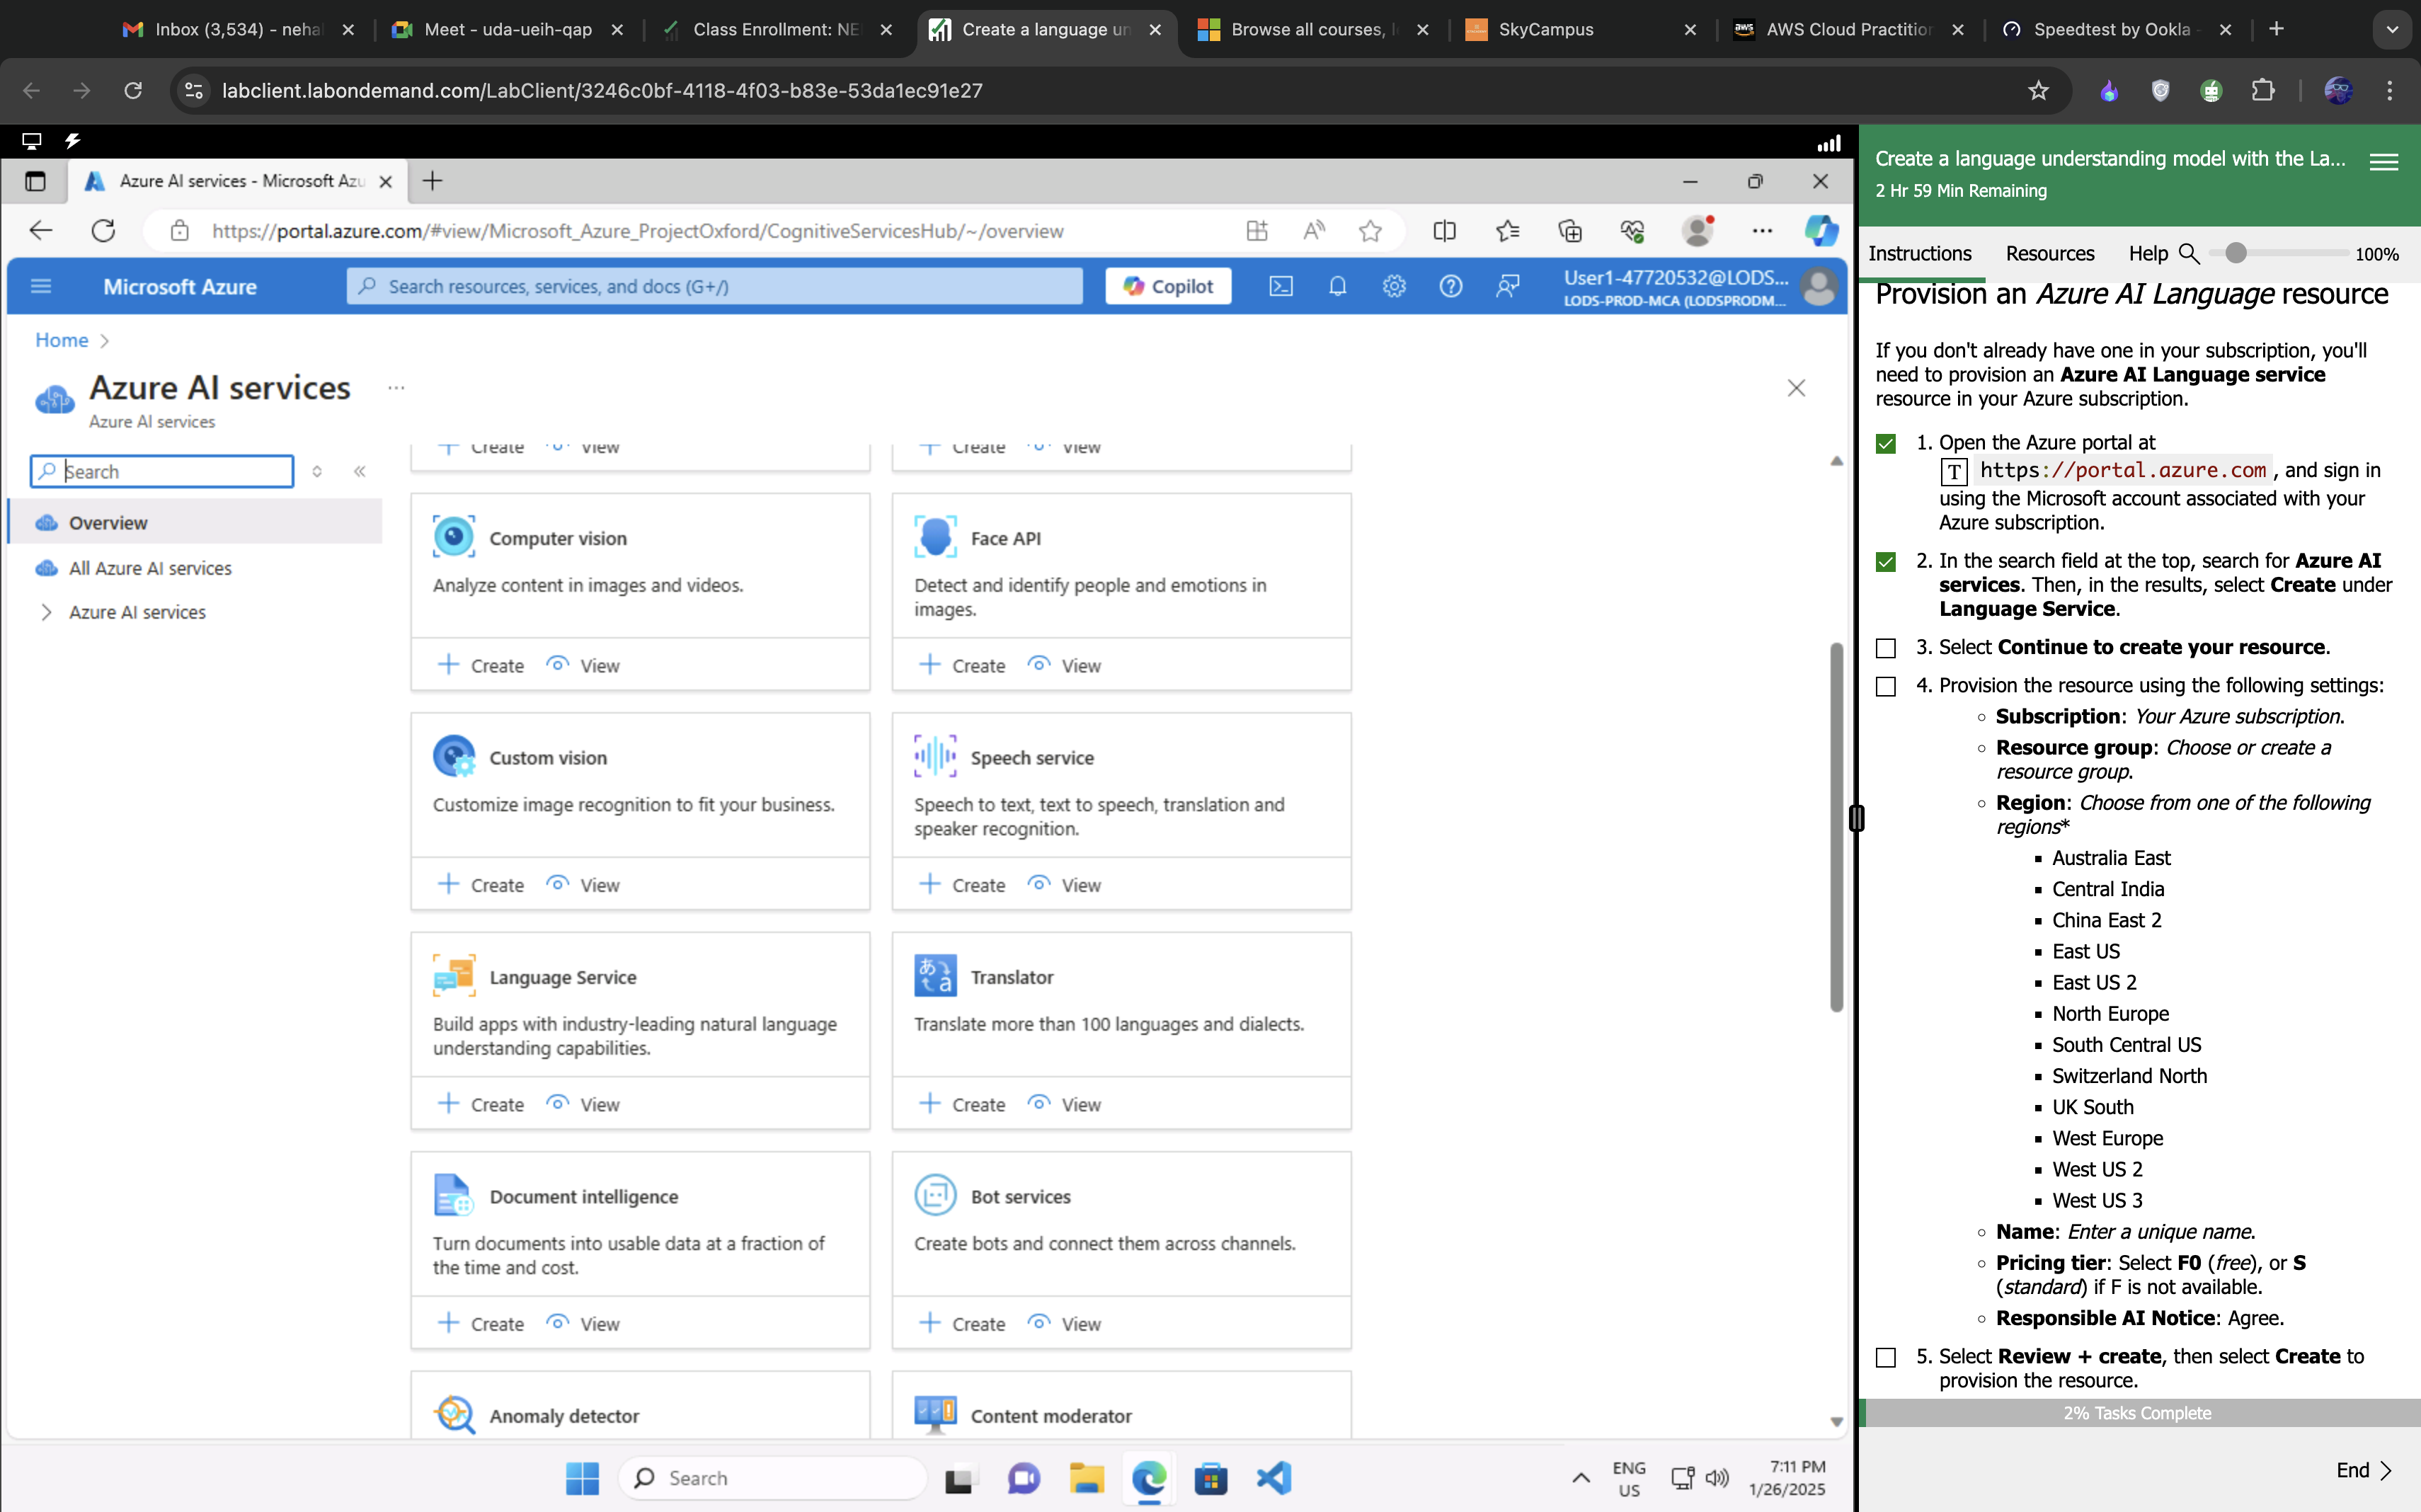 Inbox (3,534) - neha
Meet - uda-ueih-qap
Class Enrollment: NE
Create a language un
Browse all courses, l
SkyCampus
AWS Cloud Practition
Speedtest by Ookla -
labclient.labondemand.com/LabClient/3246c0bf-4118-4f03-b83e-53da1ec91e27
Azure AI services - Microsoft Azu
https://portal.azure.com/#view/Microsoft_Azure_ProjectOxford/CognitiveServicesHub/~/overview
Microsoft Azure
Search resources, services, and docs (G+/)
Copilot
User1-47720532@LODS...
LODS-PROD-MCA (LODSPRODM...
Home >
Azure AI services ...
Azure AI services
Search
Overview
All Azure AI services
Azure AI services
Create View
Create View
Computer vision
Analyze content in images and videos.
Create View
Face API
Detect and identify people and emotions in
images.
Create View
Custom vision
Customize image recognition to fit your business.
Create View
Speech service
Speech to text, text to speech, translation and
speaker recognition.
Create View
Language Service
Build apps with industry-leading natural language
understanding capabilities.
Create View
Translator
Translate more than 100 languages and dialects.
Create View
Document intelligence
Turn documents into usable data at a fraction of
the time and cost.
Create View
Bot services
Create bots and connect them across channels.
Create View
Anomaly detector
Content moderator
Search
ENG
US
7:11 PM
1/26/2025
Create a language understanding model with the La...
2 Hr 59 Min Remaining
Instructions Resources Help 100%
Provision an Azure AI Language resource
If you don't already have one in your subscription, you'll
need to provision an Azure AI Language service
resource in your Azure subscription.
1. Open the Azure portal at
T https://portal.azure.com, and sign in
using the Microsoft account associated with your
Azure subscription.
2. In the search field at the top, search for Azure AI
services. Then, in the results, select Create under
Language Service.
3. Select Continue to create your resource.
4. Provision the resource using the following settings:
Subscription: Your Azure subscription.
Resource group: Choose or create a
resource group.
Region: Choose from one of the following
regions*
Australia East
Central India
China East 2
East US
East US 2
North Europe
South Central US
Switzerland North
UK South
West Europe
West US 2
West US 3
Name: Enter a unique name.
Pricing tier: Select F0 (free), or S
(standard) if F is not available.
Responsible AI Notice: Agree.
5. Select Review + create, then select Create to
provision the resource.
2% Tasks Complete
End >